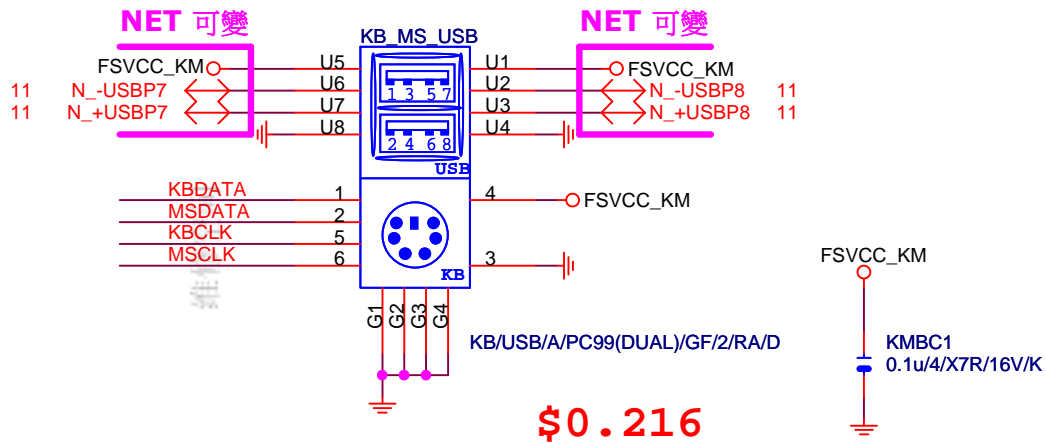 NET 可變
NET 可變
KB_MS_USB
FSVCC_KM U5 U1 FSVCC_KM
11 N_-USBP7 U6 U2 N_-USBP8 11
11 N_+USBP7 U7 U3 N_+USBP8 11
U8 U4
1 3 5 7
2 4 6 8
USB
KBDATA 1 4 FSVCC_KM
MSDATA 2
KBCLK 5
MSCLK 6 3
KB
G1 G2 G3 G4
KB/USB/A/PC99(DUAL)/GF/2/RA/D
$0.216
FSVCC_KM
KMBC1
0.1u/4/X7R/16V/K